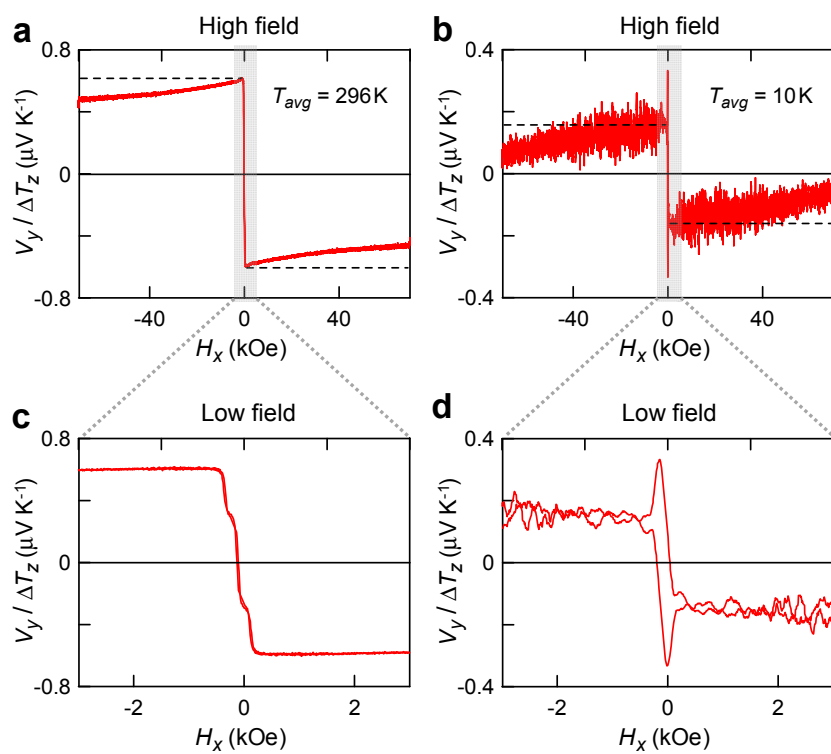 a
High field
V_y / ΔT_z (μV K⁻¹)
0.8
0
-0.8
T_avg = 296 K
-40
0
40
H_x (kOe)
b
High field
V_y / ΔT_z (μV K⁻¹)
0.4
0
-0.4
T_avg = 10 K
-40
0
40
H_x (kOe)
c
Low field
V_y / ΔT_z (μV K⁻¹)
0.8
0
-0.8
-2
0
2
H_x (kOe)
d
Low field
V_y / ΔT_z (μV K⁻¹)
0.4
0
-0.4
-2
0
2
H_x (kOe)